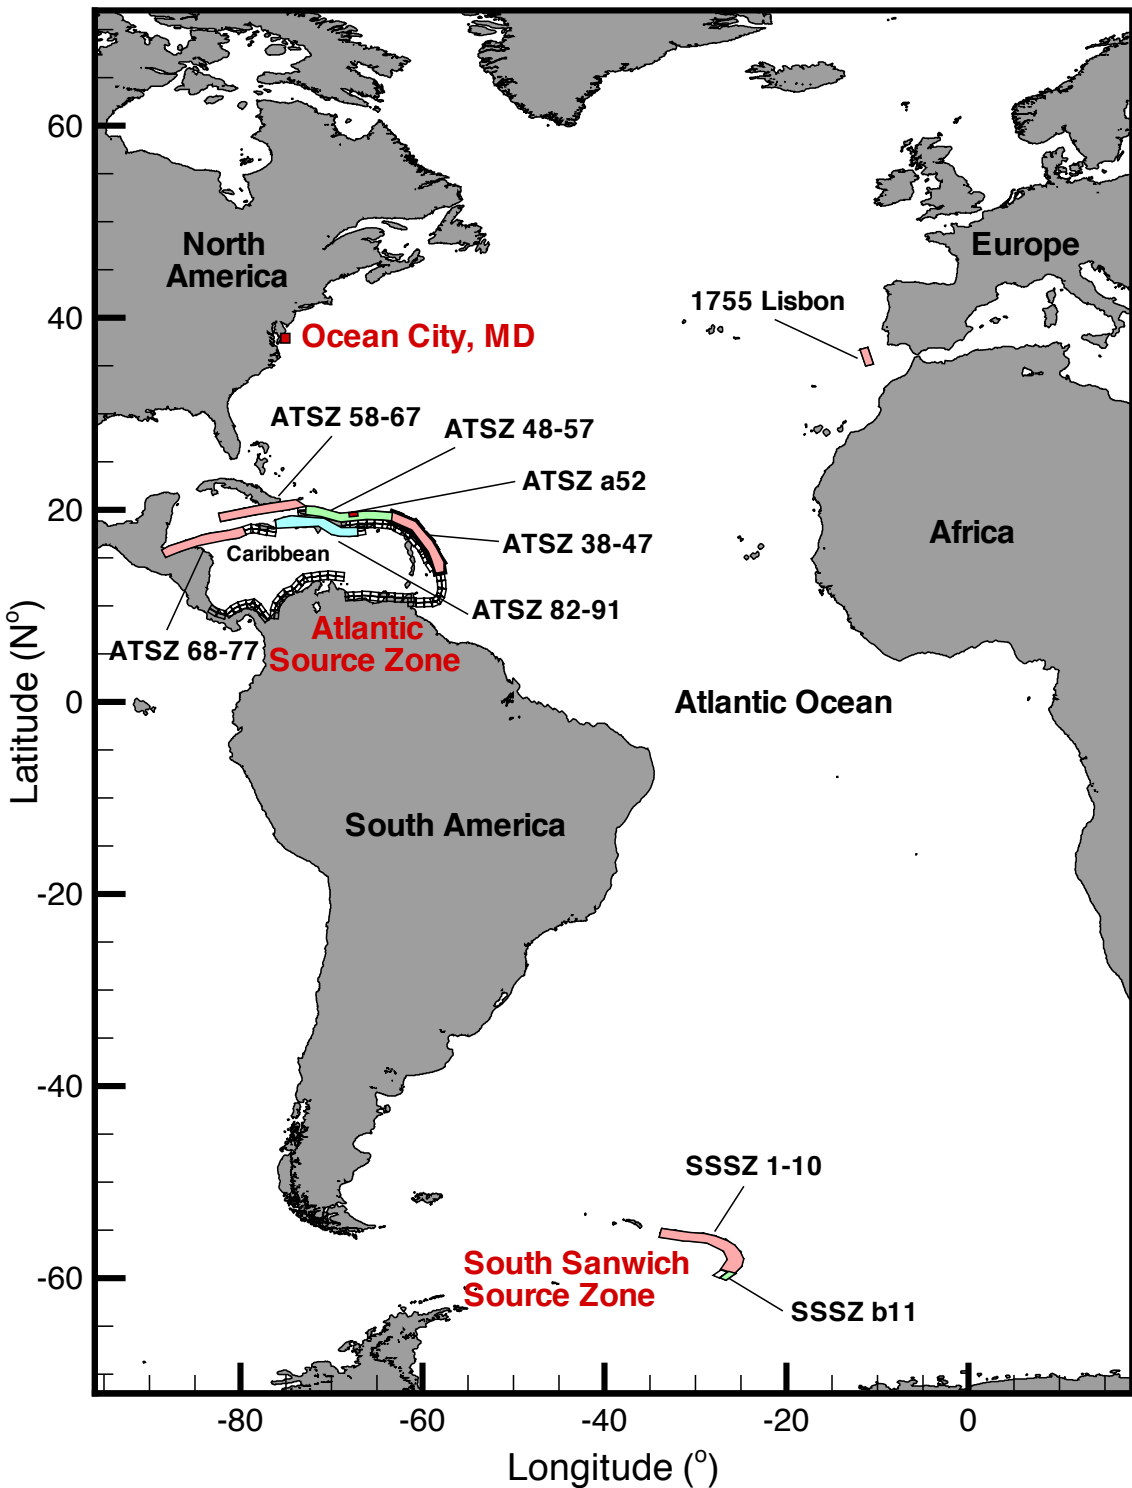 60
North
America
Europe
1755 Lisbon
40
Ocean City, MD
ATSZ 58-67
ATSZ 48-57
ATSZ a52
20
Africa
ATSZ 38-47
Caribbean
ATSZ 82-91
Atlantic
Source Zone
ATSZ 68-77
Latitude (N°)
0
Atlantic Ocean
South America
-20
-40
SSSZ 1-10
South Sanwich
Source Zone
-60
SSSZ b11
-80
-60
-40
-20
0
Longitude (°)